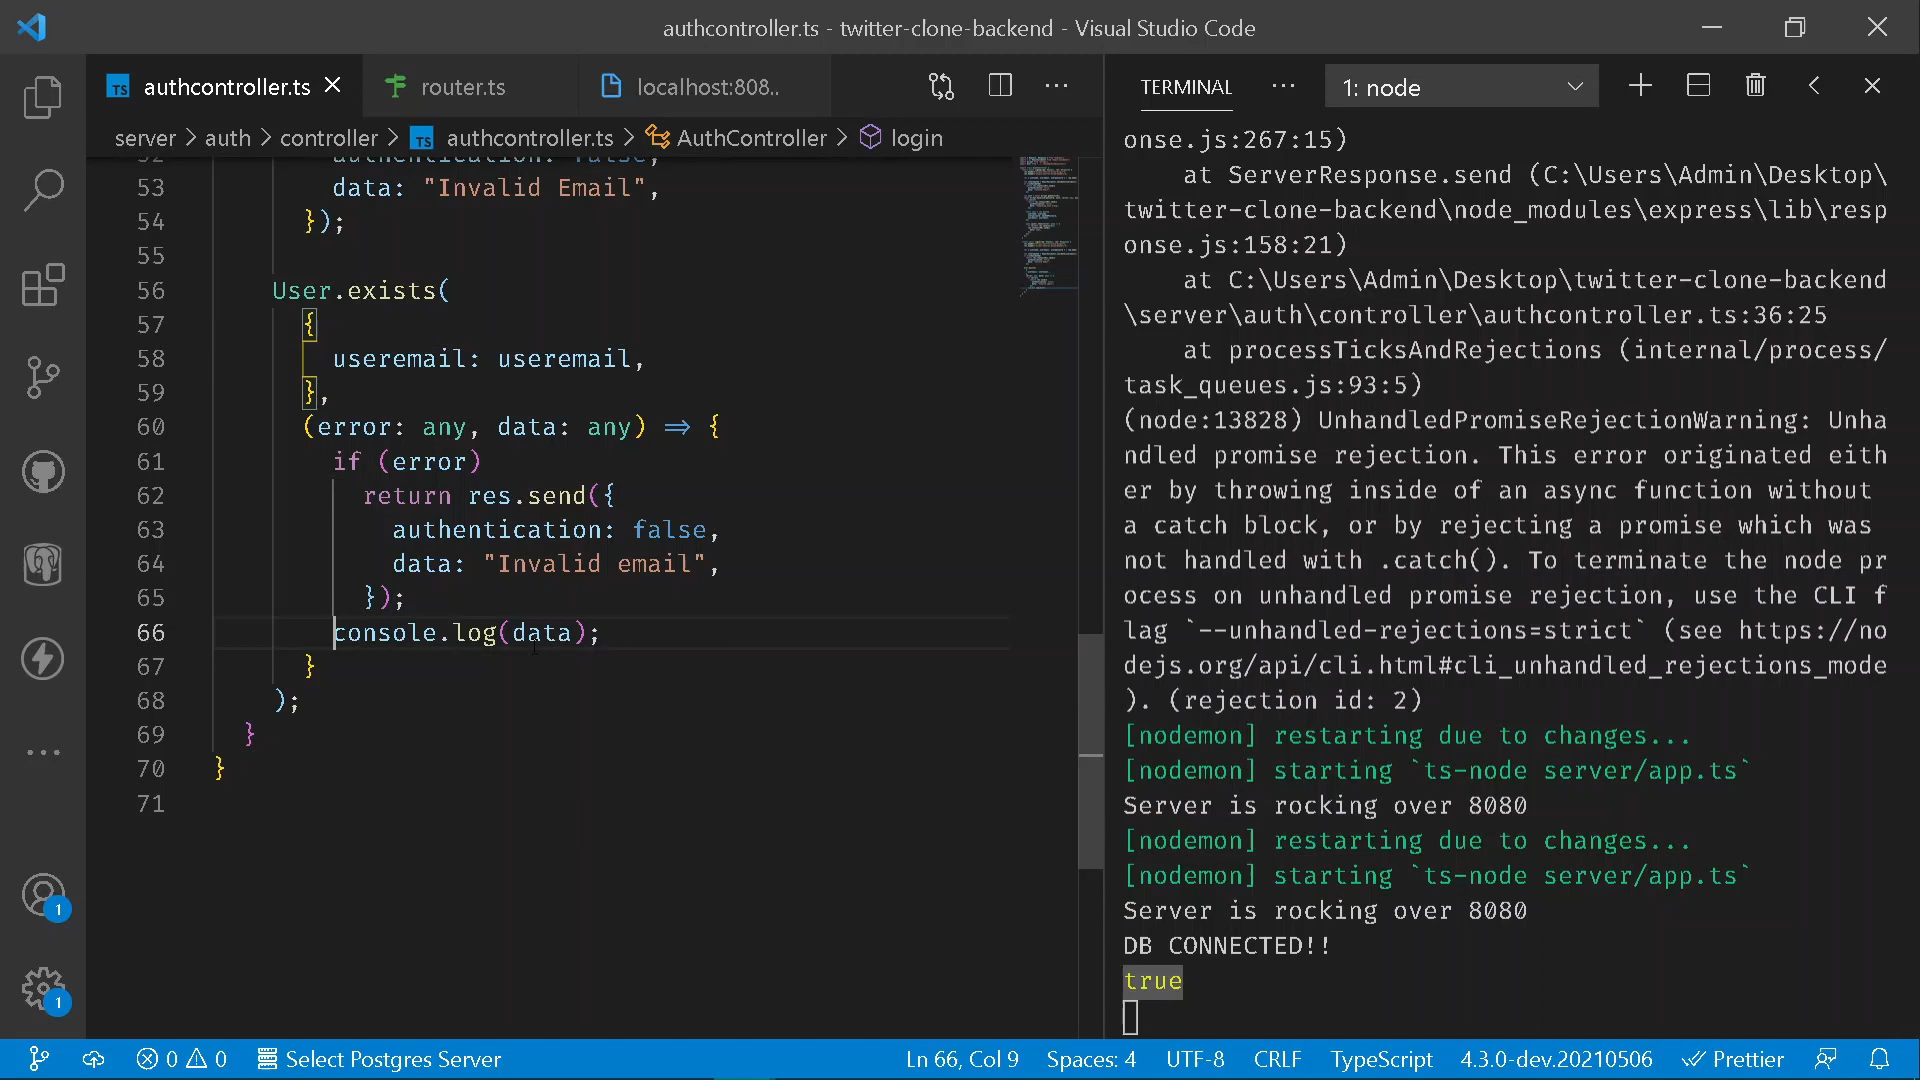 authcontroller.ts - twitter-clone-backend - Visual Studio Code
TS authcontroller.ts
router.ts
localhost:808..
TERMINAL
1: node
server > auth > controller > TS authcontroller.ts > AuthController > login
52 authentication: false,
53 data: "Invalid Email",
54 });
55
56 User.exists(
57 {
58 useremail: useremail,
59 },
60 (error: any, data: any) ⇒ {
61 if (error)
62 return res.send({
63 authentication: false,
64 data: "Invalid email",
65 });
66 console.log(data);
67 }
68 );
69 }
70 }
71
onse.js:267:15)
at ServerResponse.send (C:\Users\Admin\Desktop\
twitter-clone-backend\node_modules\express\lib\resp
onse.js:158:21)
at C:\Users\Admin\Desktop\twitter-clone-backend
\server\auth\controller\authcontroller.ts:36:25
at processTicksAndRejections (internal/process/
task_queues.js:93:5)
(node:13828) UnhandledPromiseRejectionWarning: Unha
ndled promise rejection. This error originated eith
er by throwing inside of an async function without
a catch block, or by rejecting a promise which was
not handled with .catch(). To terminate the node pr
ocess on unhandled promise rejection, use the CLI f
lag `--unhandled-rejections=strict` (see https://no
dejs.org/api/cli.html#cli_unhandled_rejections_mode
). (rejection id: 2)
[nodemon] restarting due to changes...
[nodemon] starting `ts-node server/app.ts`
Server is rocking over 8080
[nodemon] restarting due to changes...
[nodemon] starting `ts-node server/app.ts`
Server is rocking over 8080
DB CONNECTED!!
true
1
1
0 0 Select Postgres Server
Ln 66, Col 9
Spaces: 4
UTF-8
CRLF
TypeScript
4.3.0-dev.20210506
Prettier